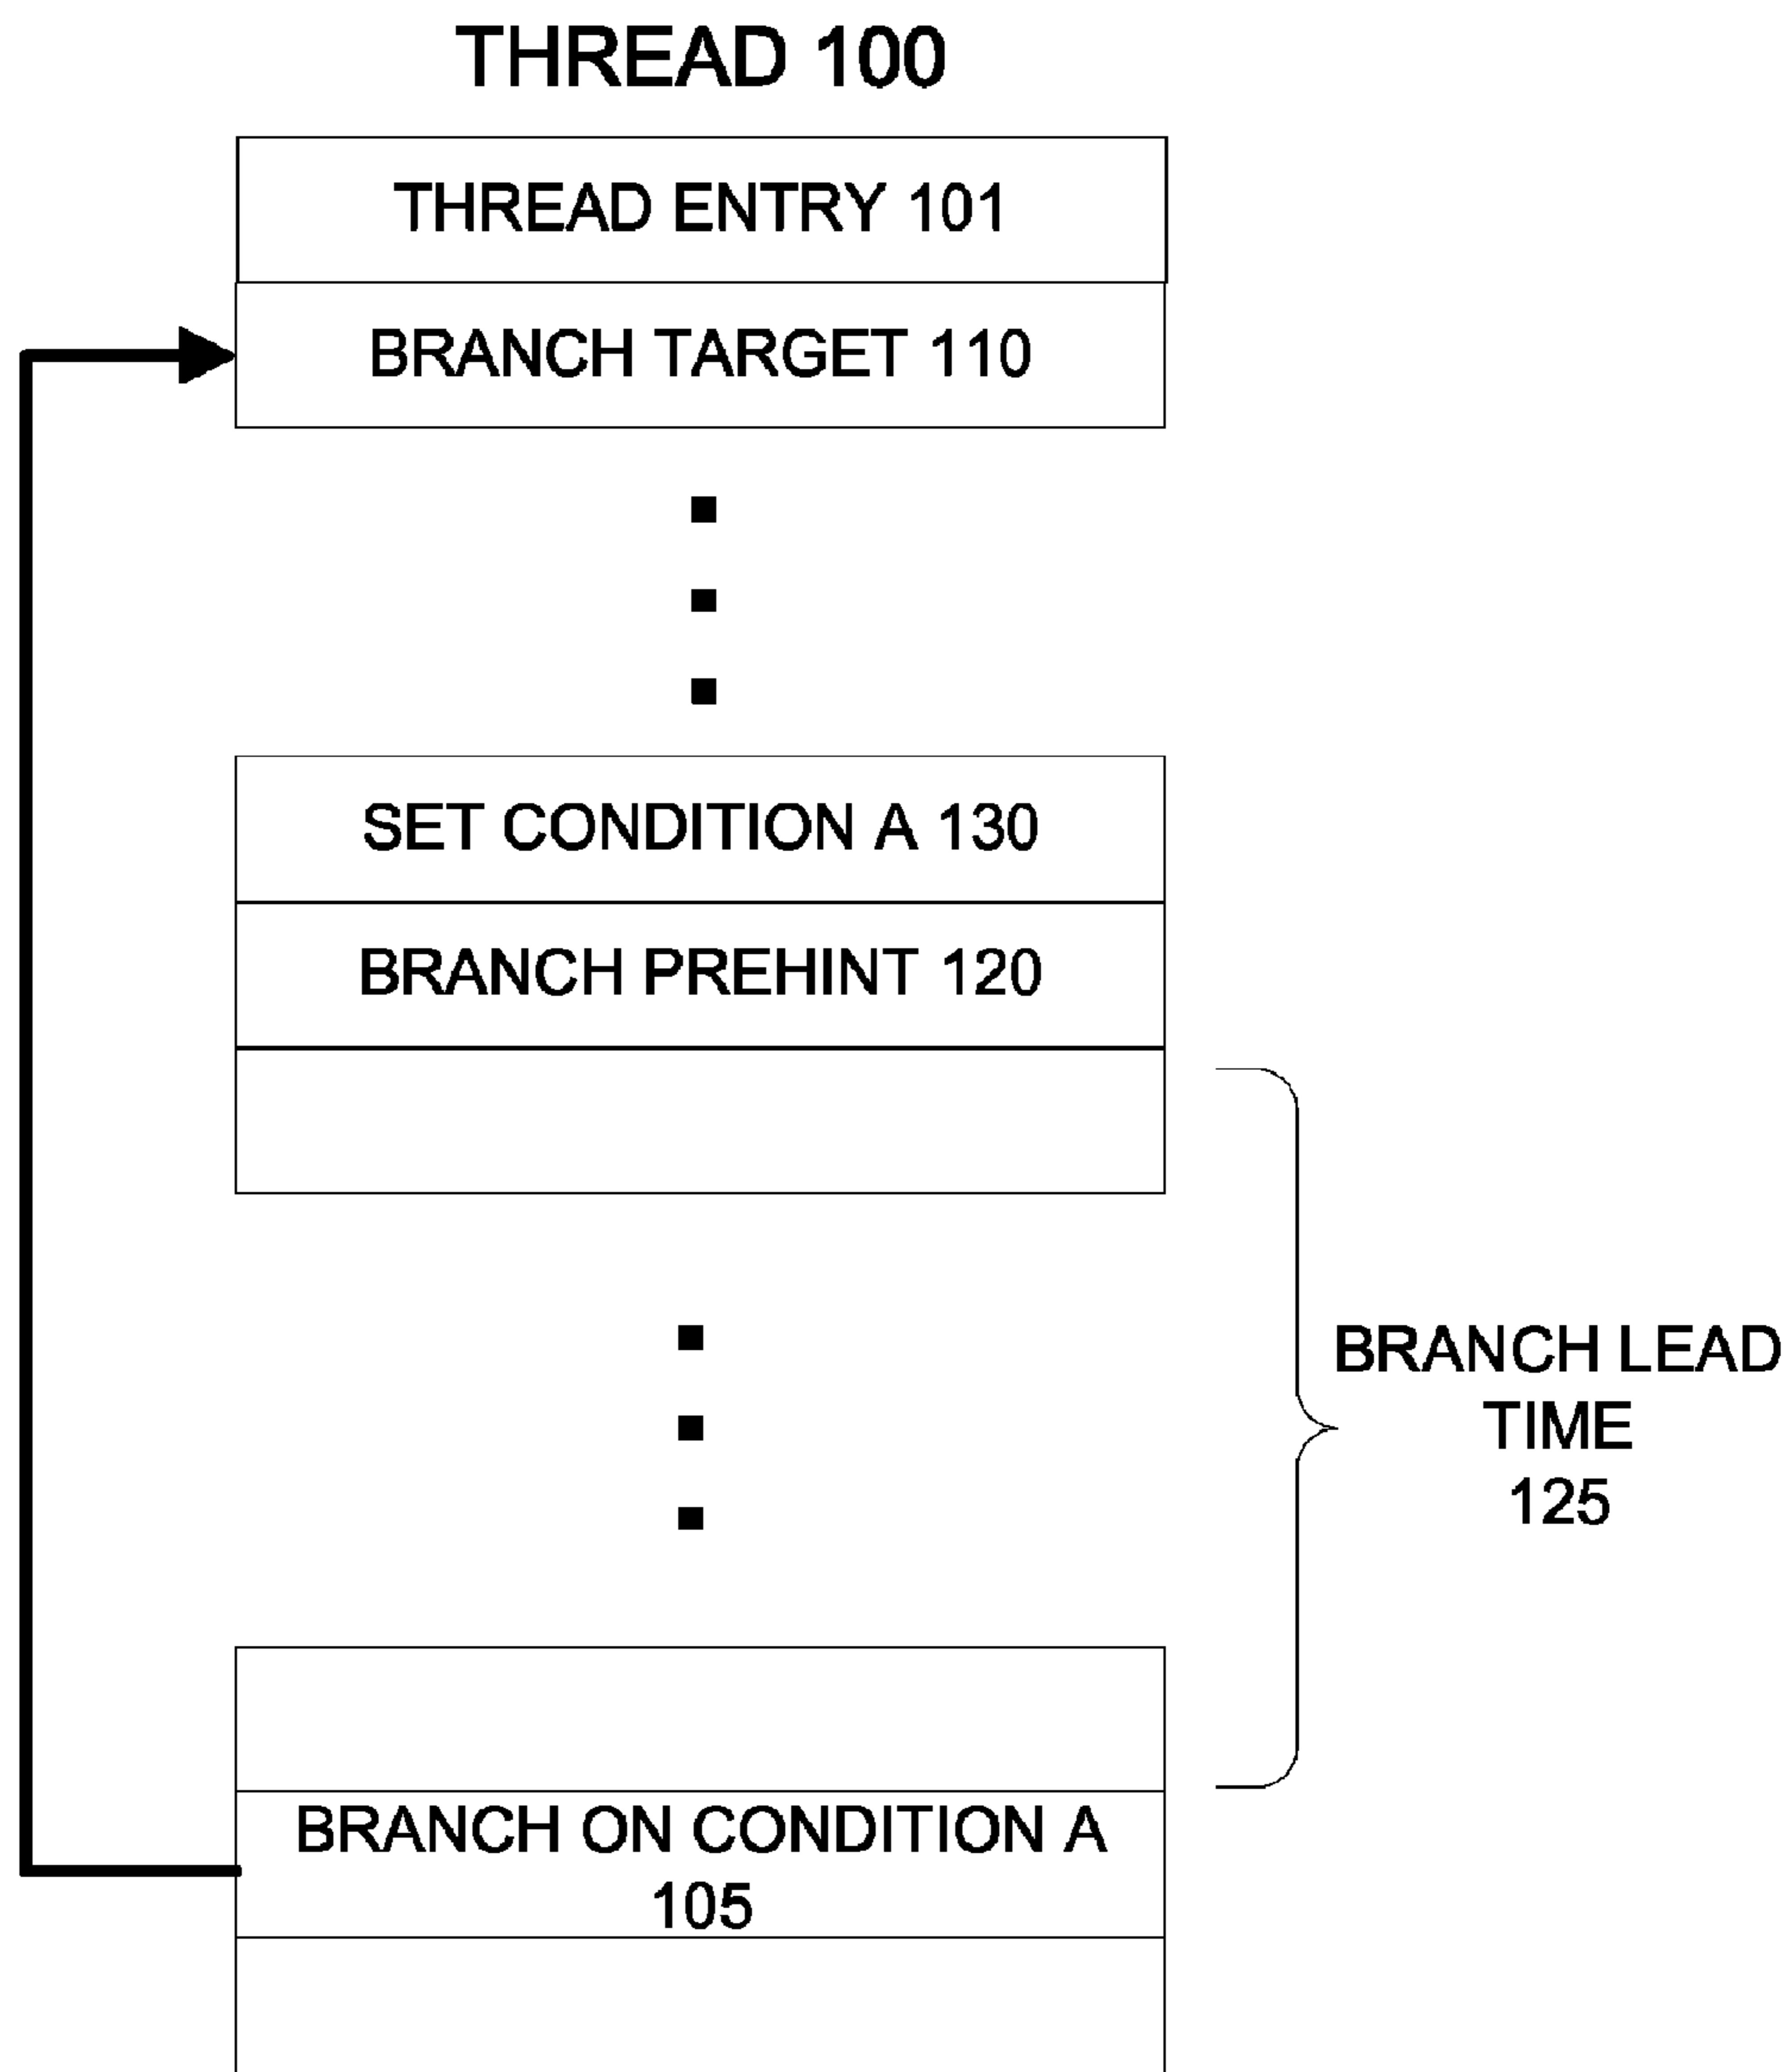 THREAD 100
THREAD ENTRY 101
BRANCH TARGET 110
SET CONDITION A 130
BRANCH PREHINT 120
BRANCH LEAD
TIME
125
BRANCH ON CONDITION A
105